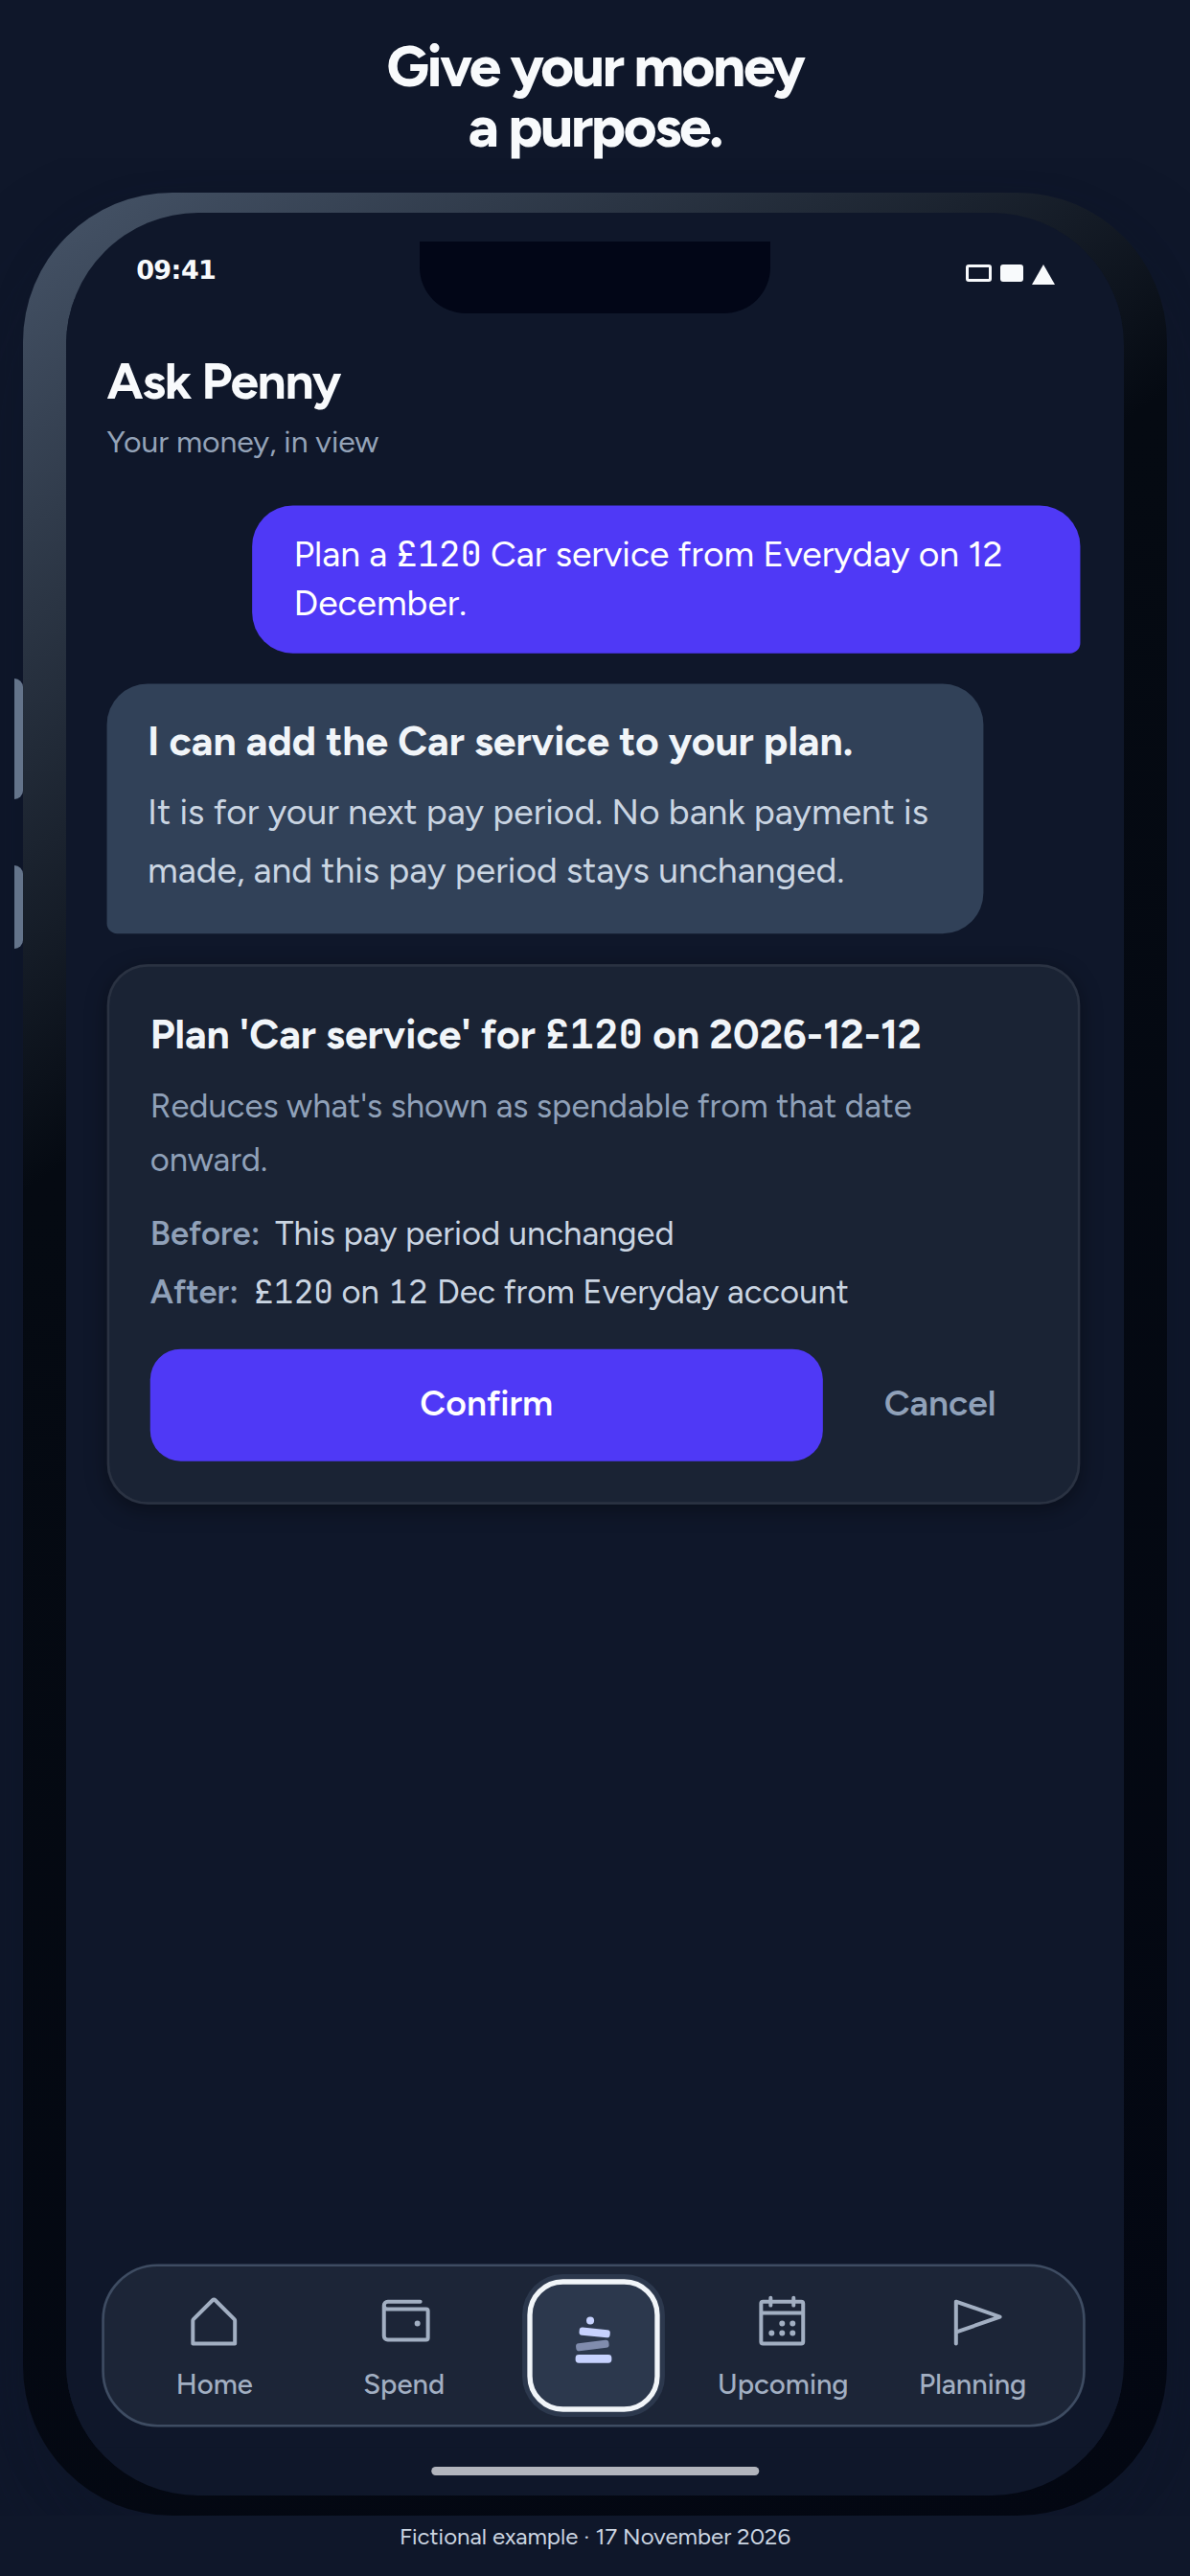 Give your money
a purpose.
09:41
Ask Penny
Your money, in view
Plan a £120 Car service from Everyday on 12
December.
I can add the Car service to your plan.
It is for your next pay period. No bank payment is
made, and this pay period stays unchanged.
Plan 'Car service' for £120 on 2026-12-12
Reduces what's shown as spendable from that date
onward.
Before: This pay period unchanged
After: £120 on 12 Dec from Everyday account
Confirm
Cancel
Home
Spend
Upcoming
Planning
Fictional example · 17 November 2026